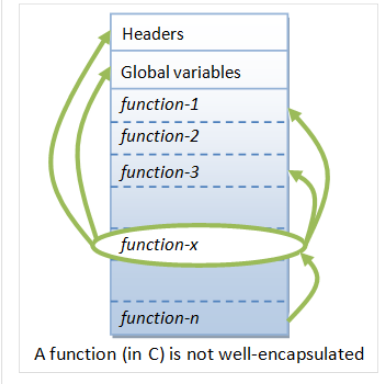 Headers
Global variables
function-1
function-2
function-3
function-x
function-n
A function (in C) is not well-encapsulated